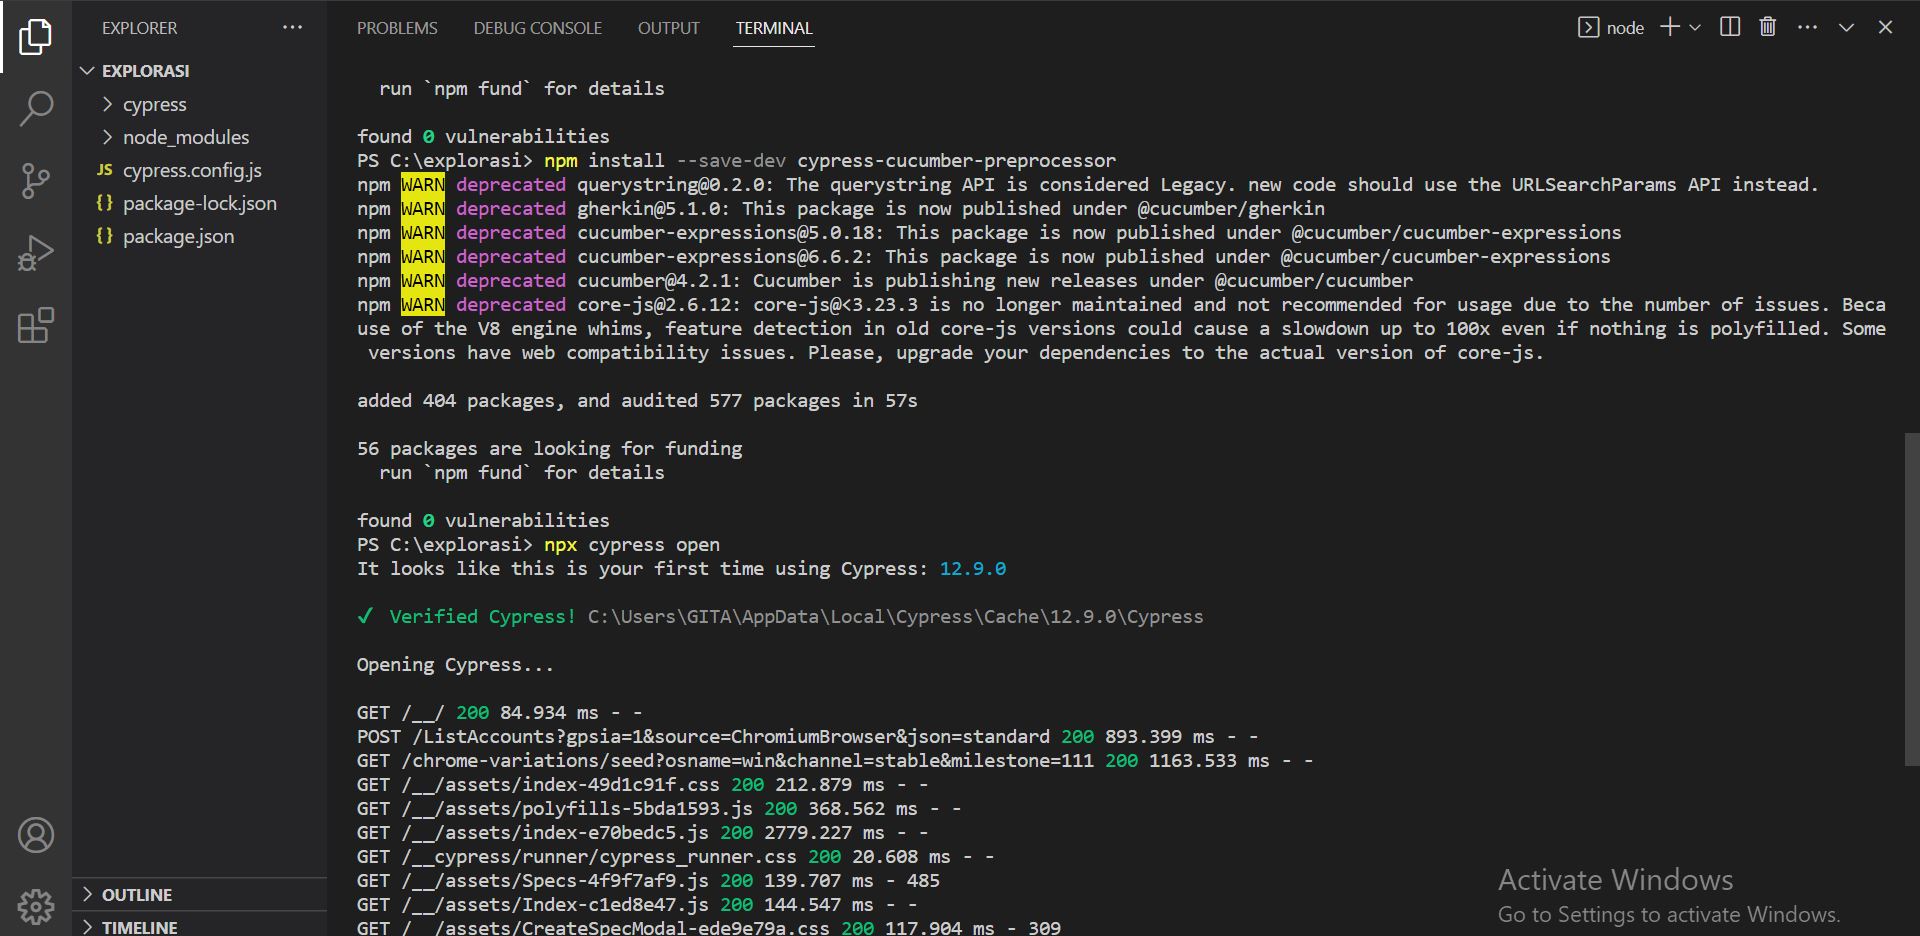 EXPLORER
EXPLORASI
cypress
node_modules
JS cypress.config.js
{} package-lock.json
{} package.json
OUTLINE
TIMELINE
PROBLEMS DEBUG CONSOLE OUTPUT TERMINAL
node
run `npm fund` for details
found 0 vulnerabilities
PS C:\explorasi> npm install --save-dev cypress-cucumber-preprocessor
npm WARN deprecated querystring@0.2.0: The querystring API is considered Legacy. new code should use the URLSearchParams API instead.
npm WARN deprecated gherkin@5.1.0: This package is now published under @cucumber/gherkin
npm WARN deprecated cucumber-expressions@5.0.18: This package is now published under @cucumber/cucumber-expressions
npm WARN deprecated cucumber-expressions@6.6.2: This package is now published under @cucumber/cucumber-expressions
npm WARN deprecated cucumber@4.2.1: Cucumber is publishing new releases under @cucumber/cucumber
npm WARN deprecated core-js@2.6.12: core-js@<3.23.3 is no longer maintained and not recommended for usage due to the number of issues. Beca
use of the V8 engine whims, feature detection in old core-js versions could cause a slowdown up to 100x even if nothing is polyfilled. Some
versions have web compatibility issues. Please, upgrade your dependencies to the actual version of core-js.
added 404 packages, and audited 577 packages in 57s
56 packages are looking for funding
run `npm fund` for details
found 0 vulnerabilities
PS C:\explorasi> npx cypress open
It looks like this is your first time using Cypress: 12.9.0
✓ Verified Cypress! C:\Users\GITA\AppData\Local\Cypress\Cache\12.9.0\Cypress
Opening Cypress...
GET /__/ 200 84.934 ms - -
POST /ListAccounts?gpsia=1&source=ChromiumBrowser&json=standard 200 893.399 ms - -
GET /chrome-variations/seed?osname=win&channel=stable&milestone=111 200 1163.533 ms - -
GET /__/assets/index-49d1c91f.css 200 212.879 ms - -
GET /__/assets/polyfills-5bda1593.js 200 368.562 ms - -
GET /__/assets/index-e70bedc5.js 200 2779.227 ms - -
GET /__cypress/runner/cypress_runner.css 200 20.608 ms - -
GET /__/assets/Specs-4f9f7af9.js 200 139.707 ms - 485
GET /__/assets/Index-c1ed8e47.js 200 144.547 ms - -
GET /__/assets/CreateSpecModal-ede9e79a.css 200 117.904 ms - 309
Activate Windows
Go to Settings to activate Windows.